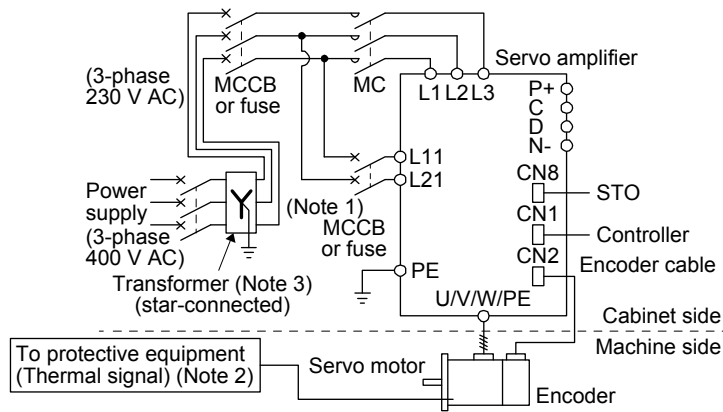 (3-phase
230 V AC)
MCCB
or fuse
MC
Servo amplifier
L1 L2 L3
P+
C
D
N-
L11
L21
CN8
STO
CN1
Controller
CN2
Encoder cable
Power
supply
(3-phase
400 V AC)
(Note 1)
MCCB
or fuse
Transformer (Note 3)
(star-connected)
PE
U/V/W/PE
Cabinet side
Machine side
To protective equipment
(Thermal signal) (Note 2)
Servo motor
Encoder